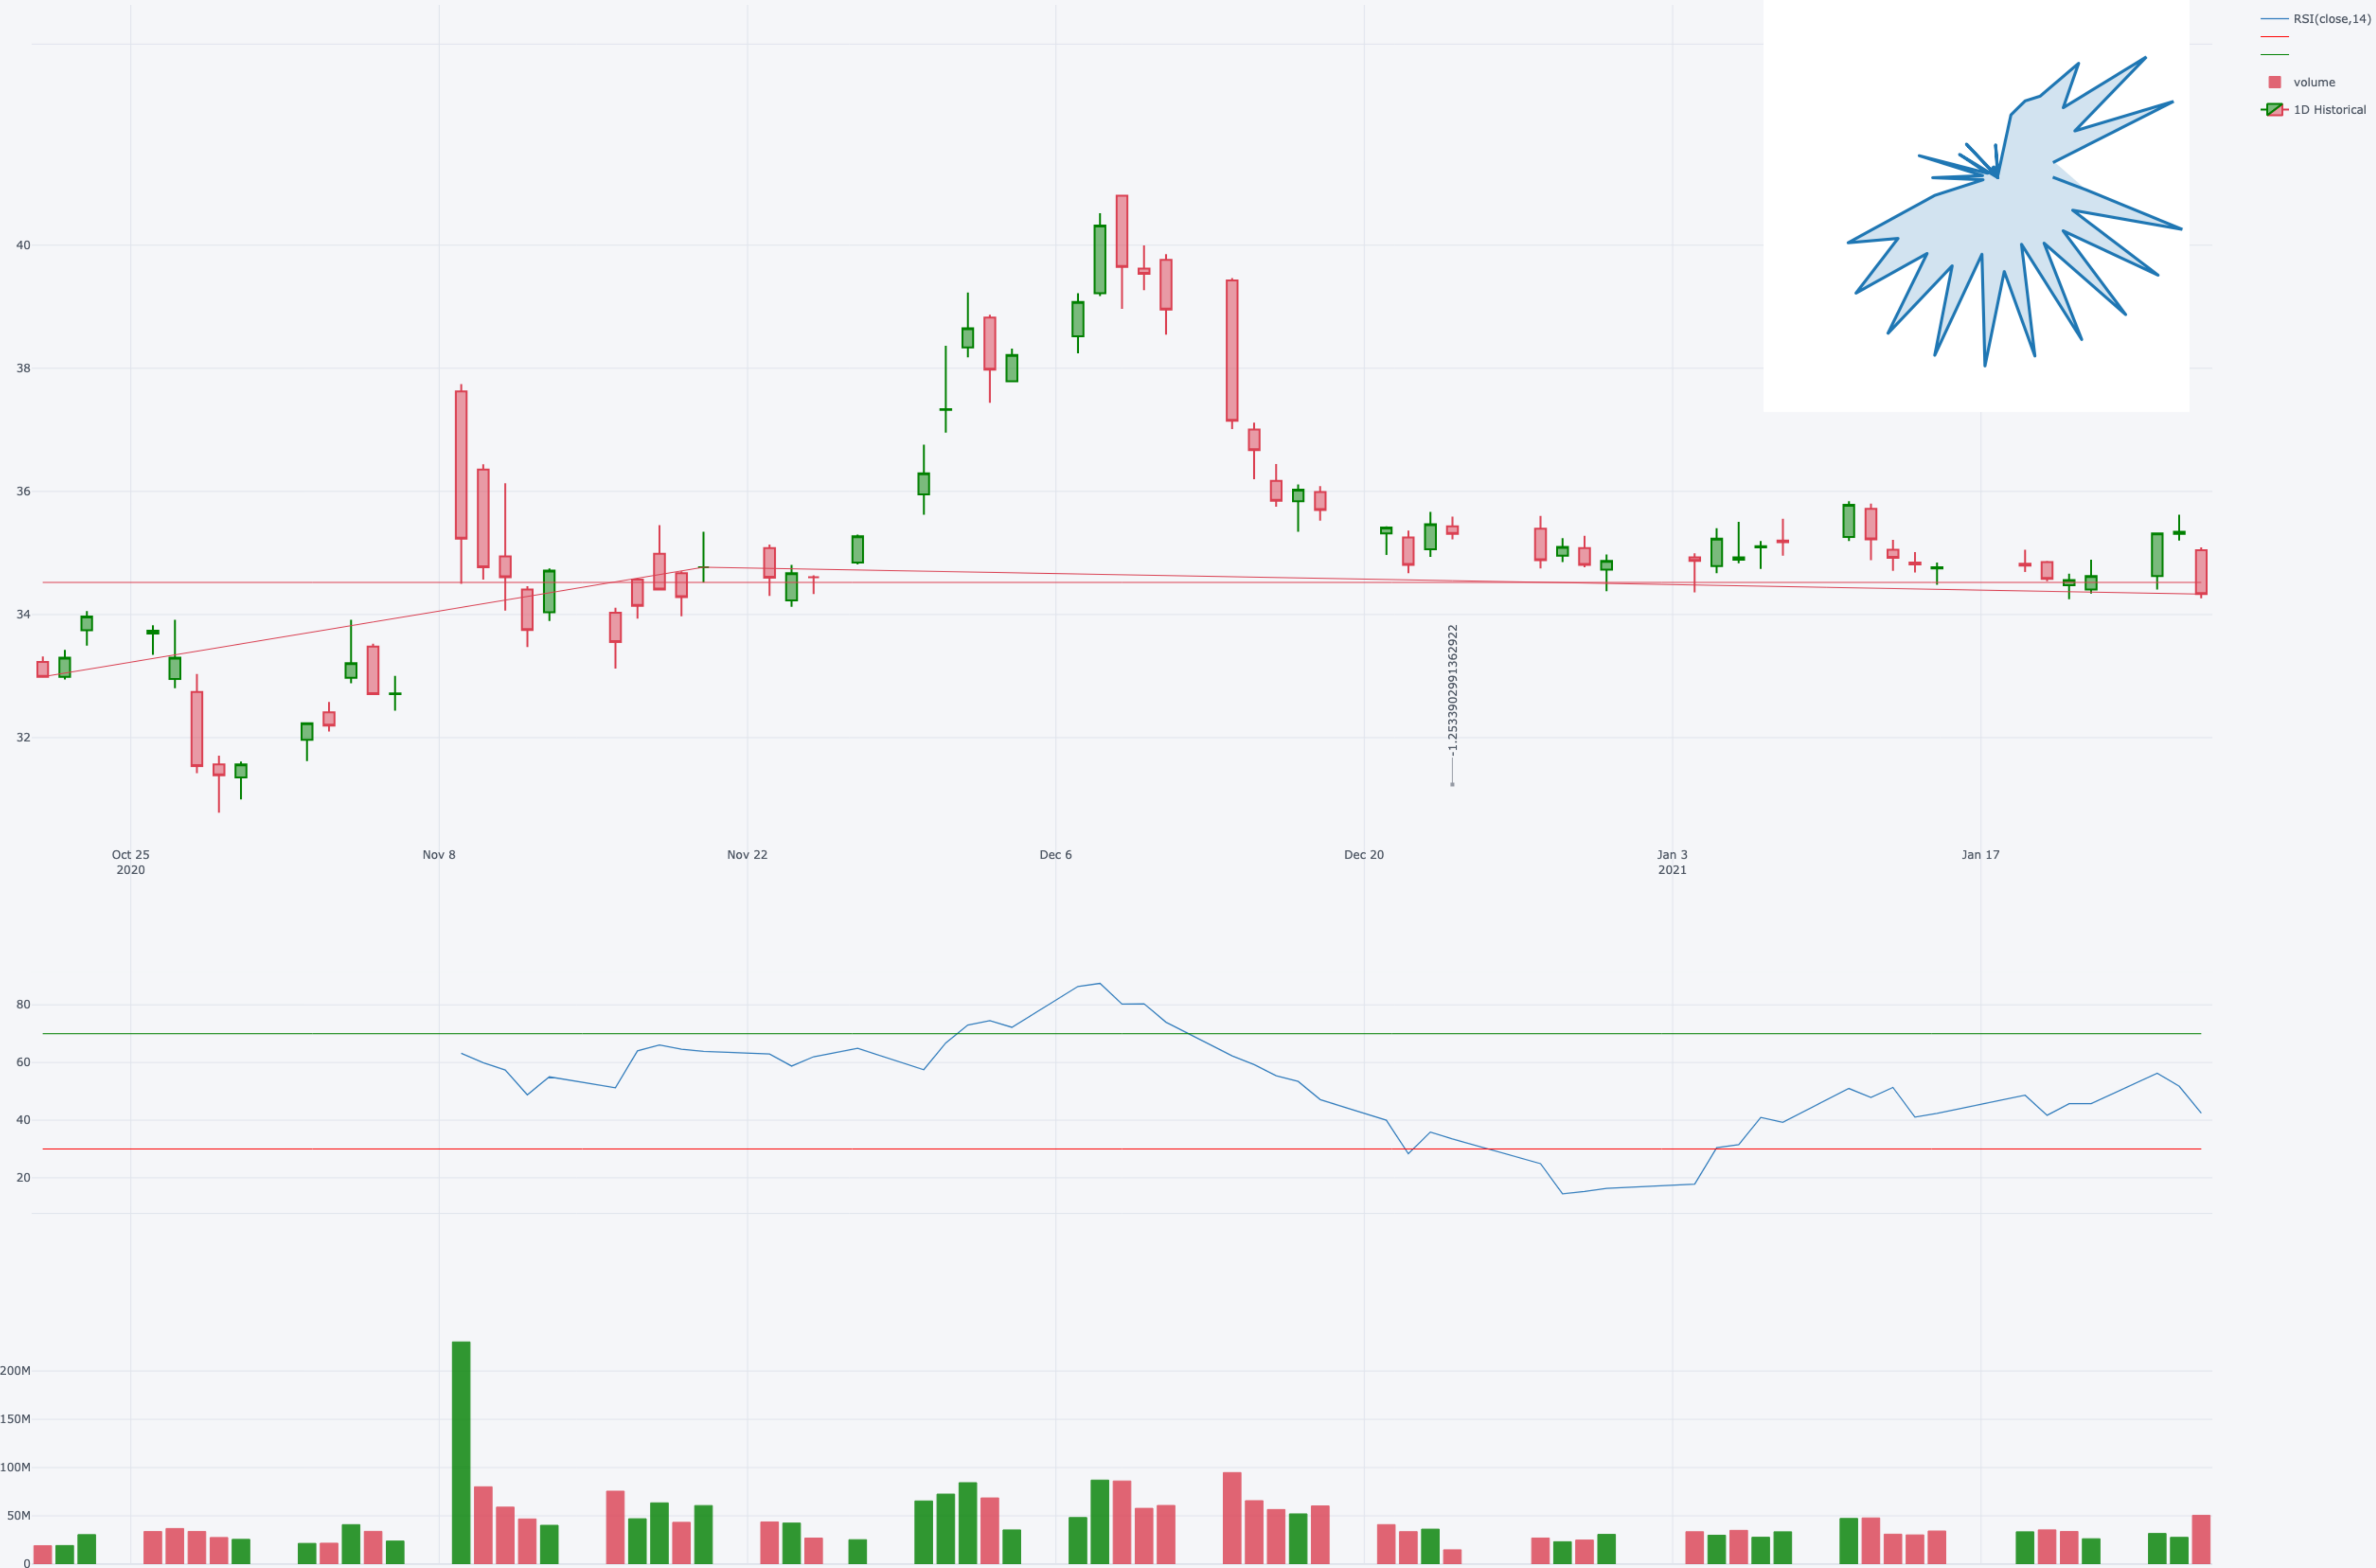 RSI(close,14)
volume
1D Historical
40
38
36
34
32
-1.2533902991362922
Oct 25
2020
Nov 8
Nov 22
Dec 6
Dec 20
Jan 3
2021
Jan 17
80
60
40
20
200M
150M
100M
50M
0